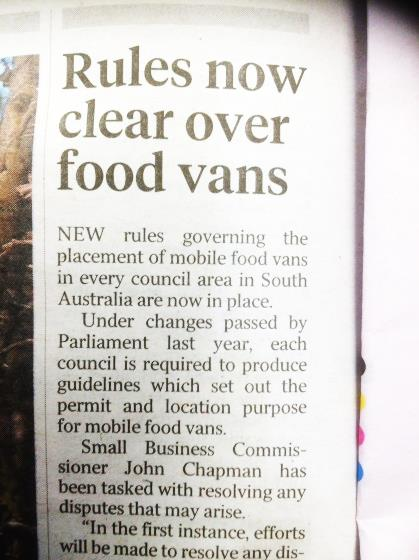 Rules now
clear over
food vans
NEW rules governing the
placement of mobile food vans
in every council area in South
Australia are now in place.
Under changes passed by
Parliament last year, each
council is required to produce
guidelines which set out the
permit and location purpose
for mobile food vans.
Small Business Commis-
sioner John Chapman has
been tasked with resolving any
disputes that may arise.
“In the first instance, efforts
will be made to resolve any dis-